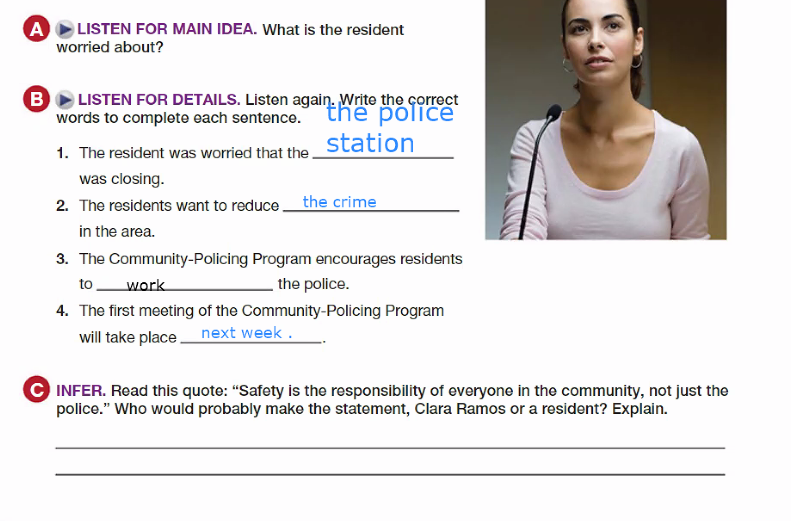 A LISTEN FOR MAIN IDEA. What is the resident
worried about?
B LISTEN FOR DETAILS. Listen again. Write the correct
words to complete each sentence.
the police
station
1. The resident was worried that the
was closing.
2. The residents want to reduce the crime
in the area.
3. The Community-Policing Program encourages residents
to work the police.
4. The first meeting of the Community-Policing Program
will take place next week . .
C INFER. Read this quote: “Safety is the responsibility of everyone in the community, not just the
police.” Who would probably make the statement, Clara Ramos or a resident? Explain.